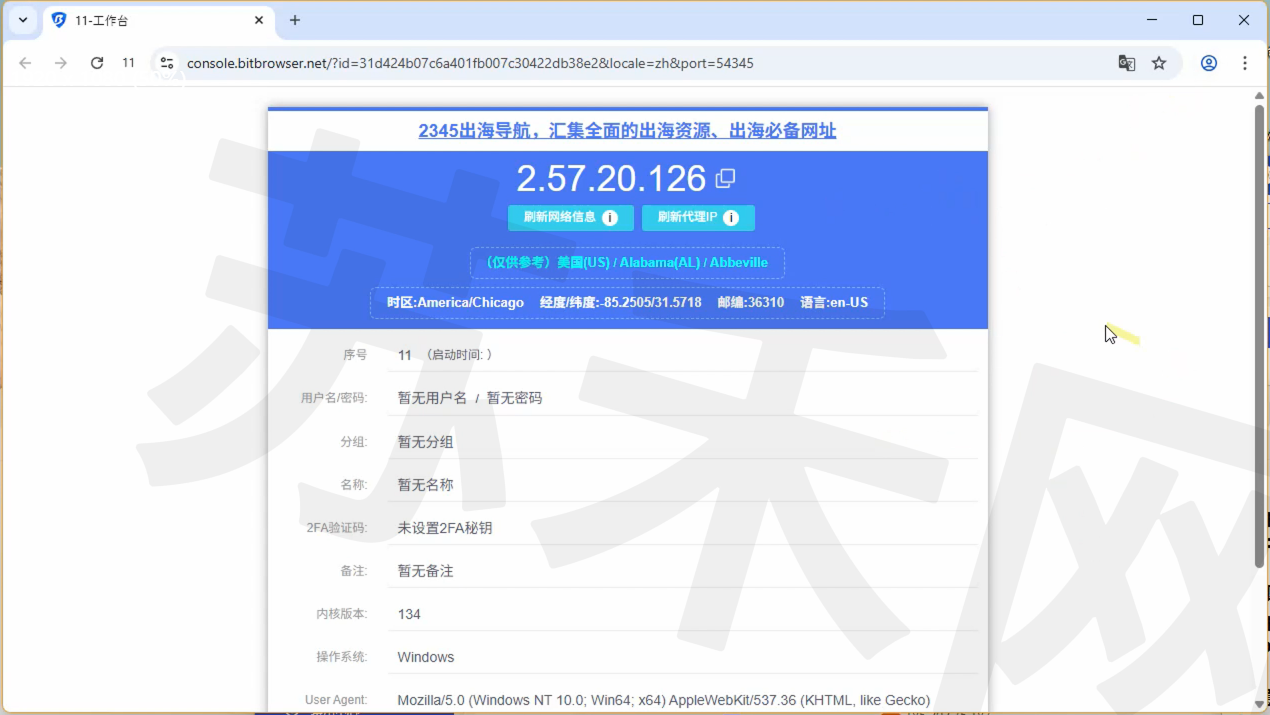 11-工作台
11
console.bitbrowser.net/?id=31d424b07c6a401fb007c30422db38e2&locale=zh&port=54345
2345出海导航，汇集全面的出海资源、出海必备网址
2.57.20.126
刷新网络信息 i 刷新代理IP i
（仅供参考）美国(US) / Alabama(AL) / Abbeville
时区:America/Chicago 经度/纬度:-85.2505/31.5718 邮编:36310 语言:en-US
序号 11 （启动时间: ）
用户名/密码: 暂无用户名 / 暂无密码
分组: 暂无分组
名称: 暂无名称
2FA验证码: 未设置2FA秘钥
备注: 暂无备注
内核版本: 134
操作系统: Windows
User Agent: Mozilla/5.0 (Windows NT 10.0; Win64; x64) AppleWebKit/537.36 (KHTML, like Gecko)
苏禾网